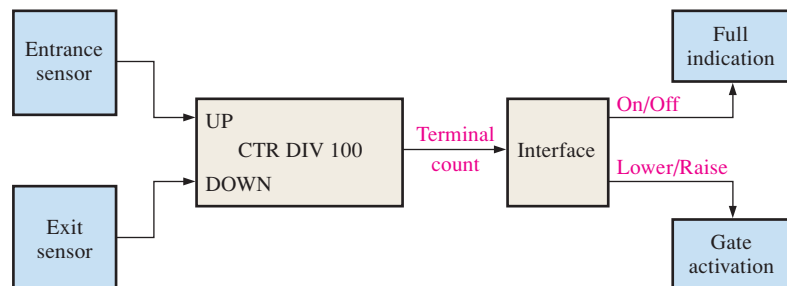 Entrance
sensor
Exit
sensor
UP
CTR DIV 100
DOWN
Terminal
count
Interface
On/Off
Lower/Raise
Full
indication
Gate
activation